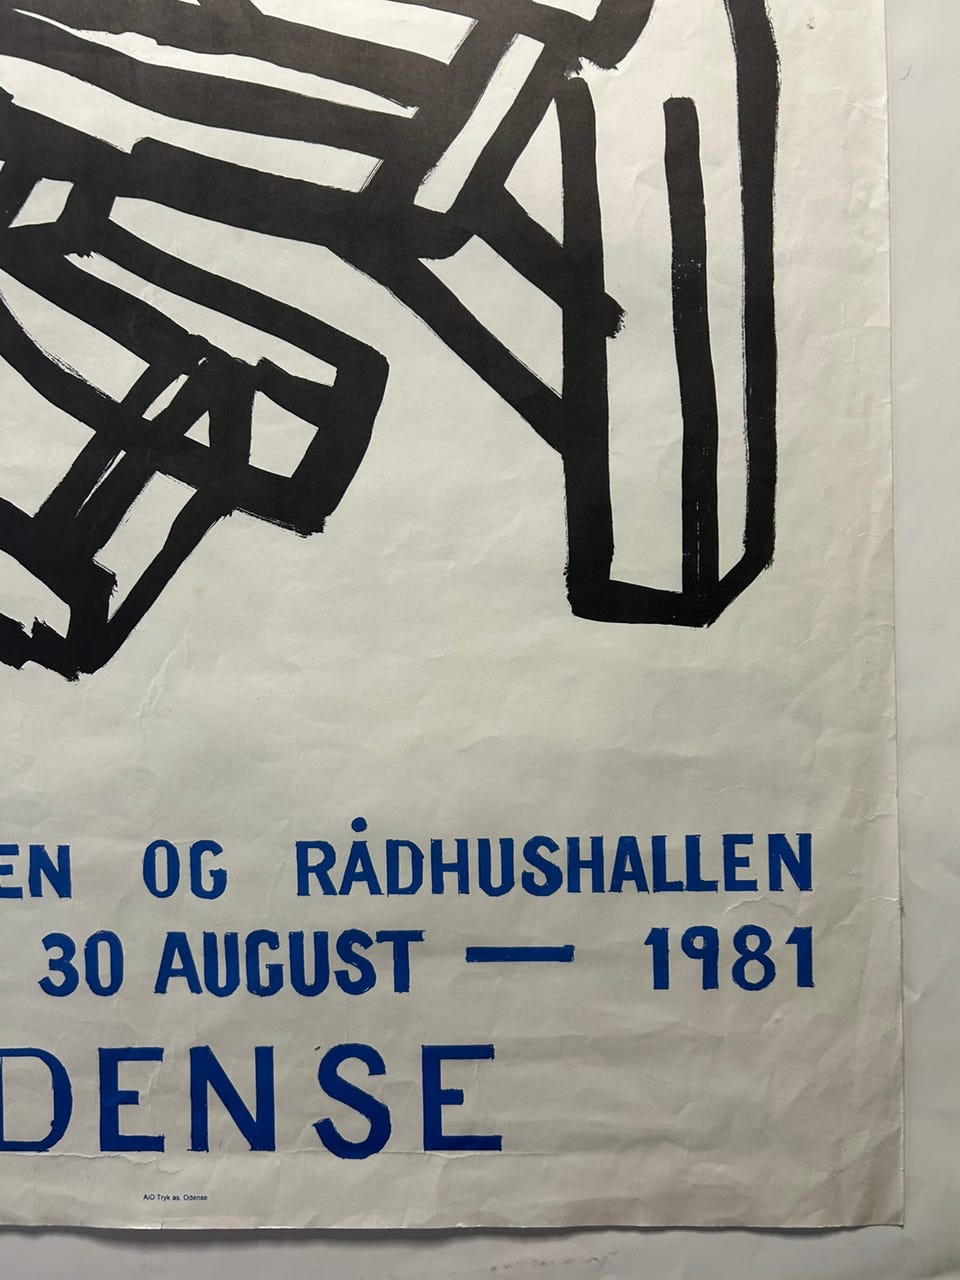 EN OG RÅDHUSHALLEN
30 AUGUST — 1981
DENSE
AiO Tryk as, Odense